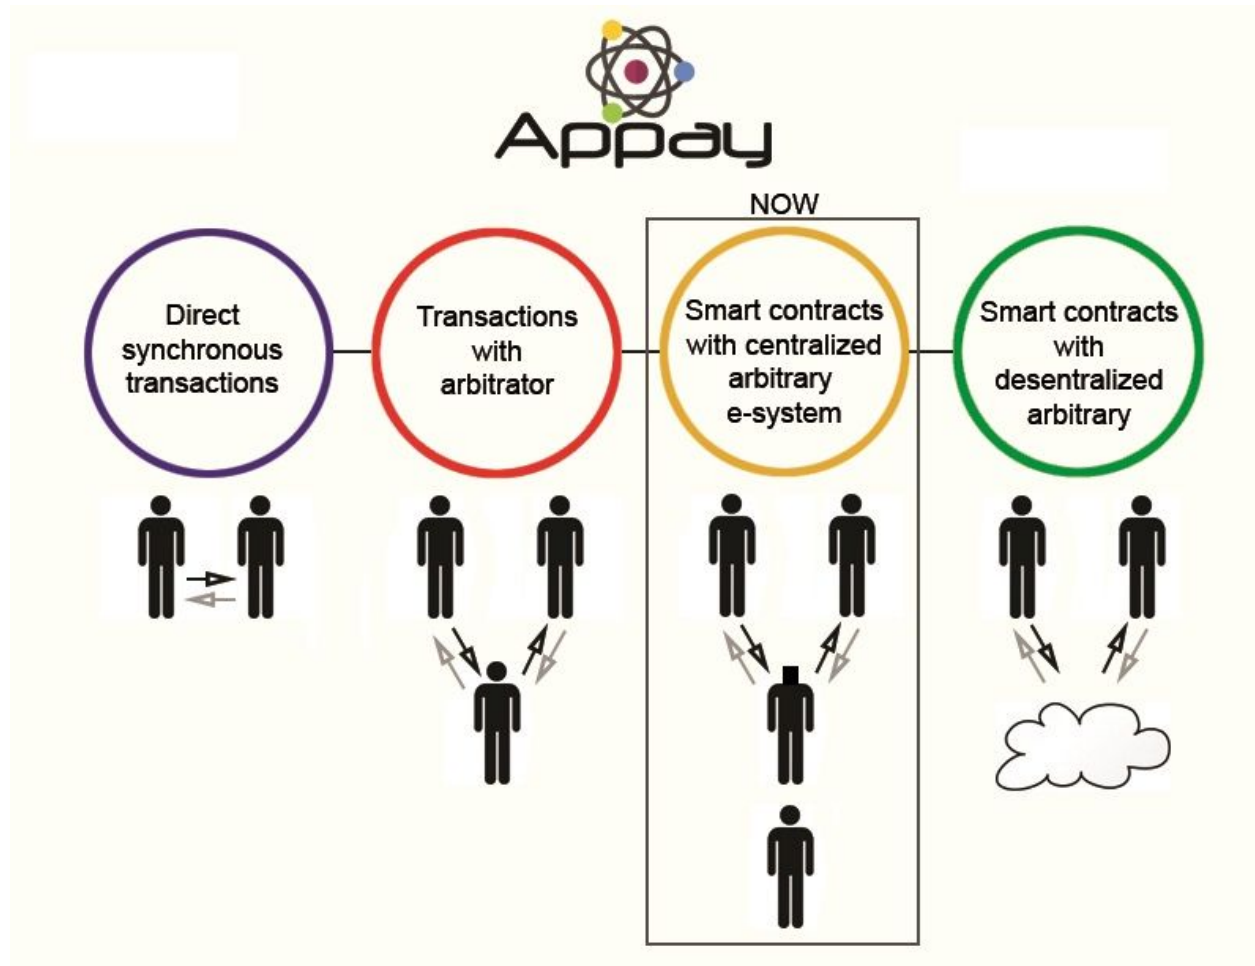 Appay
NOW
Direct
synchronous
transactions
Transactions
with
arbitrator
Smart contracts
with centralized
arbitrary
e-system
Smart contracts
with
desentralized
arbitrary